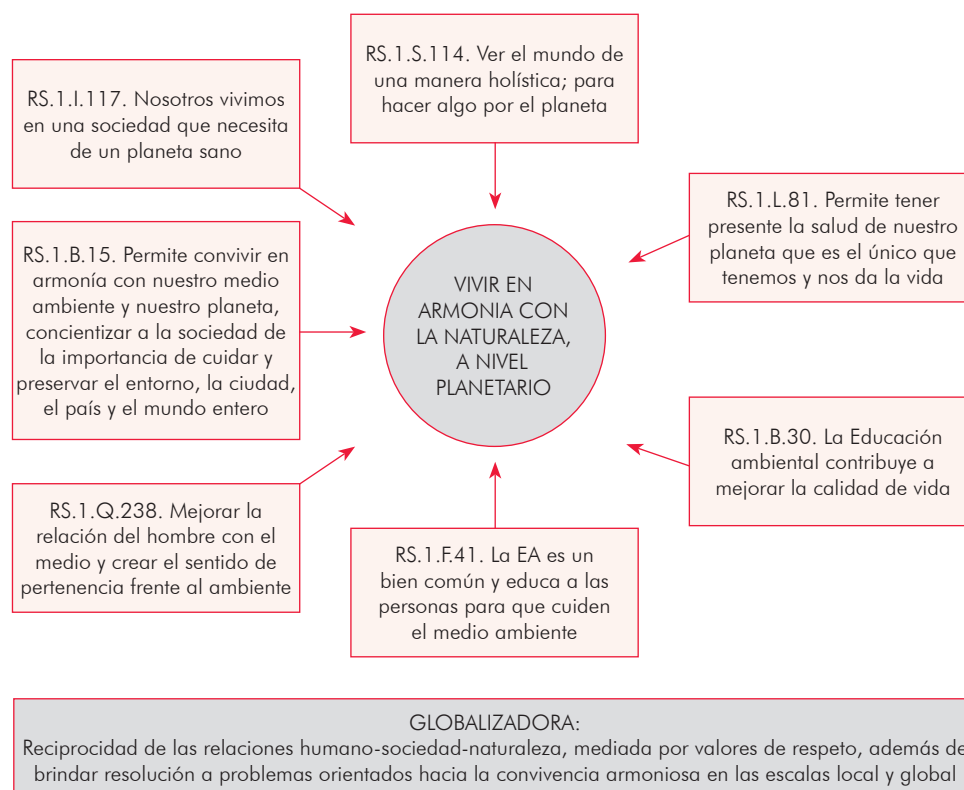 RS.1.S.114. Ver el mundo de
una manera holística; para
hacer algo por el planeta
RS.1.I.117. Nosotros vivimos
en una sociedad que necesita
de un planeta sano
RS.1.L.81. Permite tener
presente la salud de nuestro
planeta que es el único que
tenemos y nos da la vida
RS.1.B.15. Permite convivir en
armonía con nuestro medio
ambiente y nuestro planeta,
concientizar a la sociedad de
la importancia de cuidar y
preservar el entorno, la ciudad,
el país y el mundo entero
VIVIR EN
ARMONIA CON
LA NATURALEZA,
A NIVEL
PLANETARIO
RS.1.B.30. La Educación
ambiental contribuye a
mejorar la calidad de vida
RS.1.Q.238. Mejorar la
relación del hombre con el
medio y crear el sentido de
pertenencia frente al ambiente
RS.1.F.41. La EA es un
bien común y educa a las
personas para que cuiden
el medio ambiente
GLOBALIZADORA:
Reciprocidad de las relaciones humano-sociedad-naturaleza, mediada por valores de respeto, además de
brindar resolución a problemas orientados hacia la convivencia armoniosa en las escalas local y global